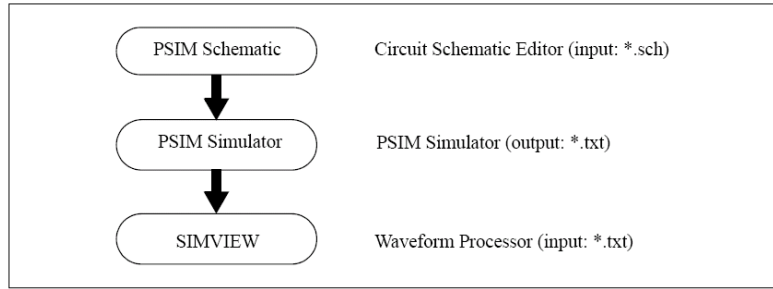 PSIM Schematic Circuit Schematic Editor (input: *.sch)
PSIM Simulator PSIM Simulator (output: *.txt)
SIMVIEW Waveform Processor (input: *.txt)